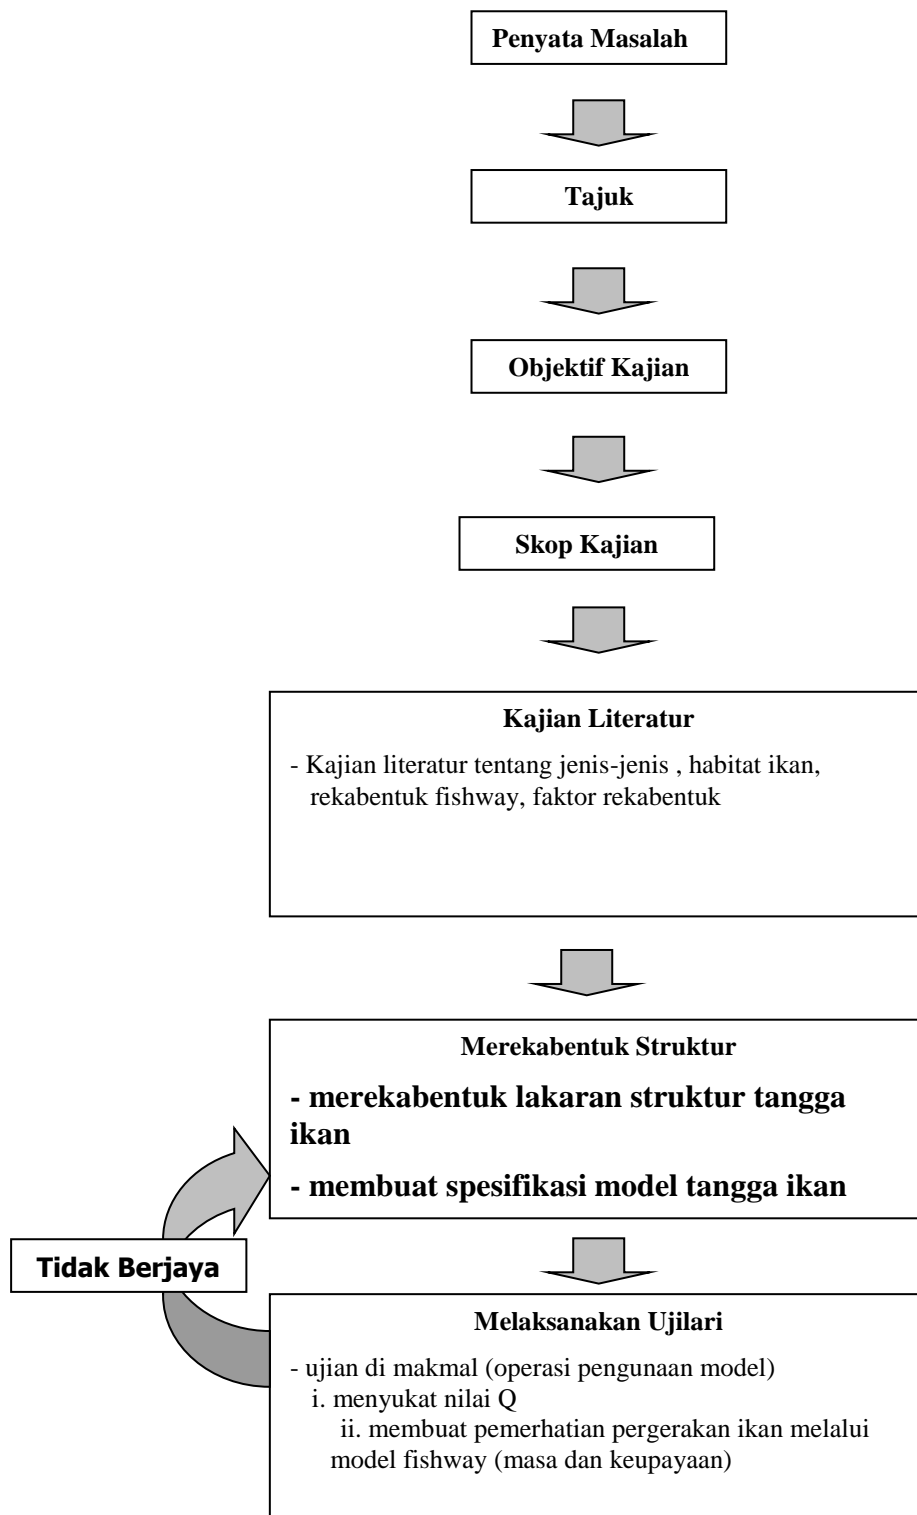 Penyata Masalah
Tajuk
Objektif Kajian
Skop Kajian
Kajian Literatur
- Kajian literatur tentang jenis-jenis , habitat ikan,
rekabentuk fishway, faktor rekabentuk
Merekabentuk Struktur
- merekabentuk lakaran struktur tangga
ikan
- membuat spesifikasi model tangga ikan
Tidak Berjaya
Melaksanakan Ujilari
- ujian di makmal (operasi pengunaan model)
i. menyukat nilai Q
ii. membuat pemerhatian pergerakan ikan melalui
model fishway (masa dan keupayaan)